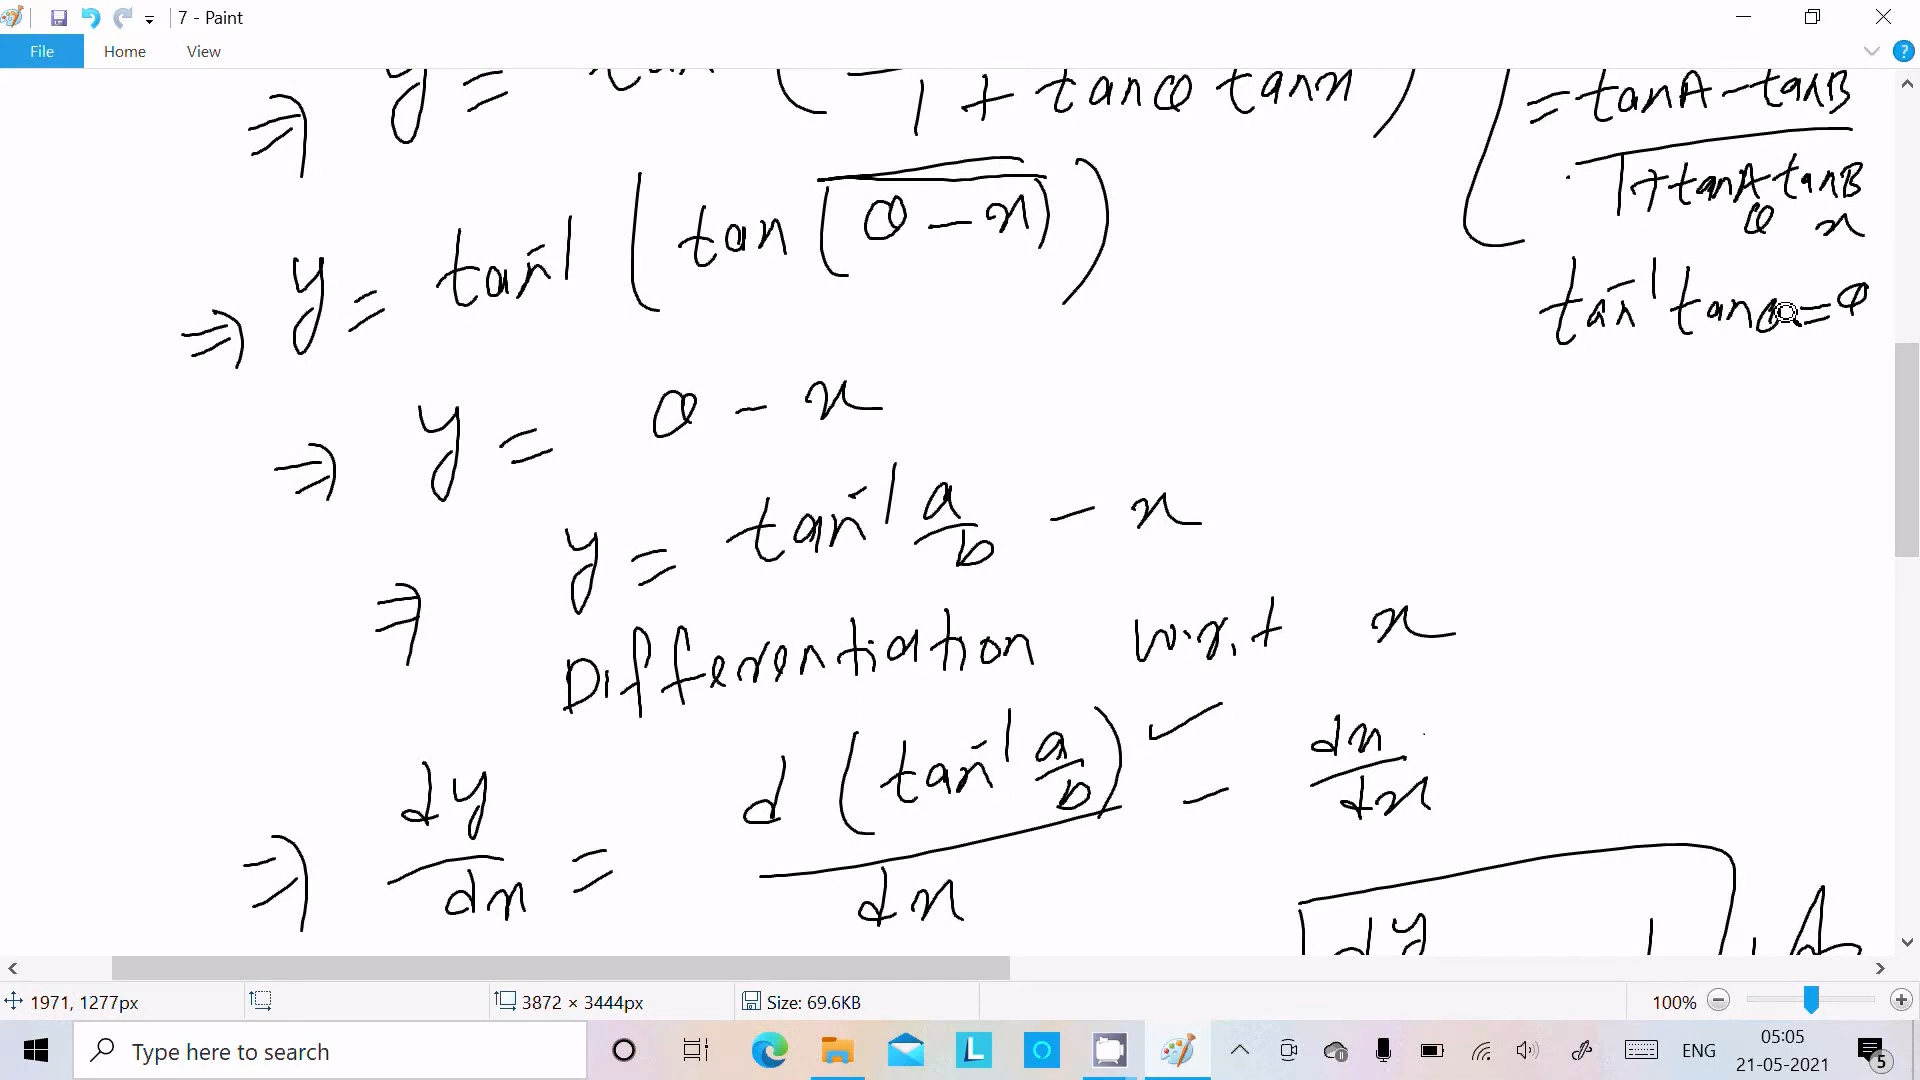 7 - Paint
File Home View
⇒ y = tan ( 1 + tanθ tanx )
= tanA - tanB
1 + tanA tanB
θ x
⇒ y = tan⁻¹ ( tan (θ - x) )
tan⁻¹ tanθ = θ
⇒ y = θ - x
⇒ y = tan⁻¹ a/b - x
Differentiation w.r.t x
⇒ dy/dx = d (tan⁻¹ a/b)/dx - dx/dx
dy
1971, 1277px 3872 × 3444px Size: 69.6KB 100%
Type here to search
ENG
05:05
21-05-2021
5